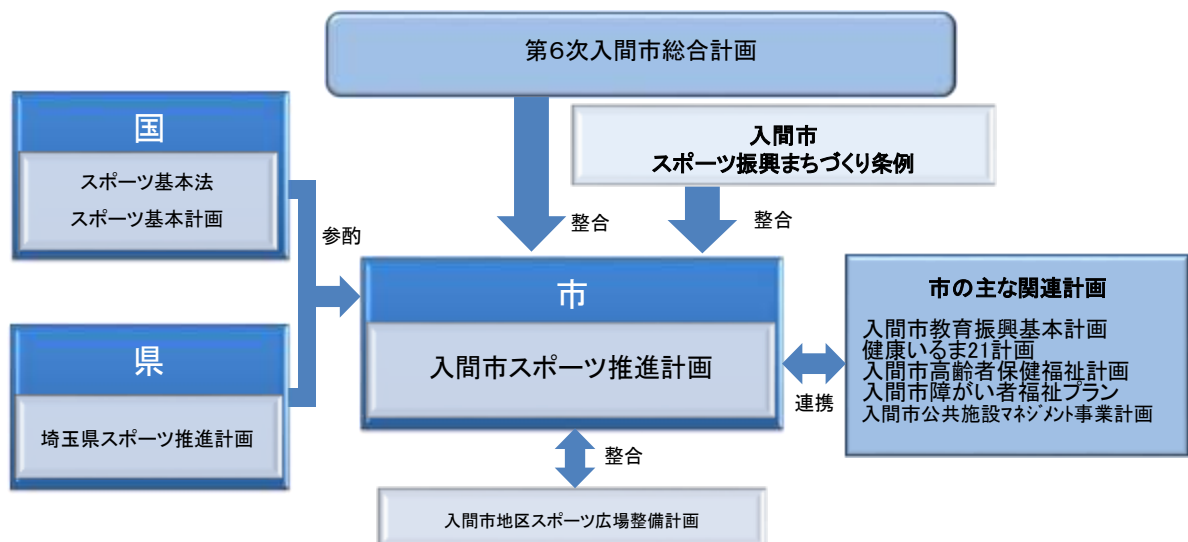 第6次入間市総合計画
国
スポーツ基本法
スポーツ基本計画
入間市
スポーツ振興まちづくり条例
参酌
整合
整合
市
入間市スポーツ推進計画
県
埼玉県スポーツ推進計画
連携
市の主な関連計画
入間市教育振興基本計画
健康いるま21計画
入間市高齢者保健福祉計画
入間市障がい者福祉プラン
入間市公共施設マネジメント事業計画
整合
入間市地区スポーツ広場整備計画